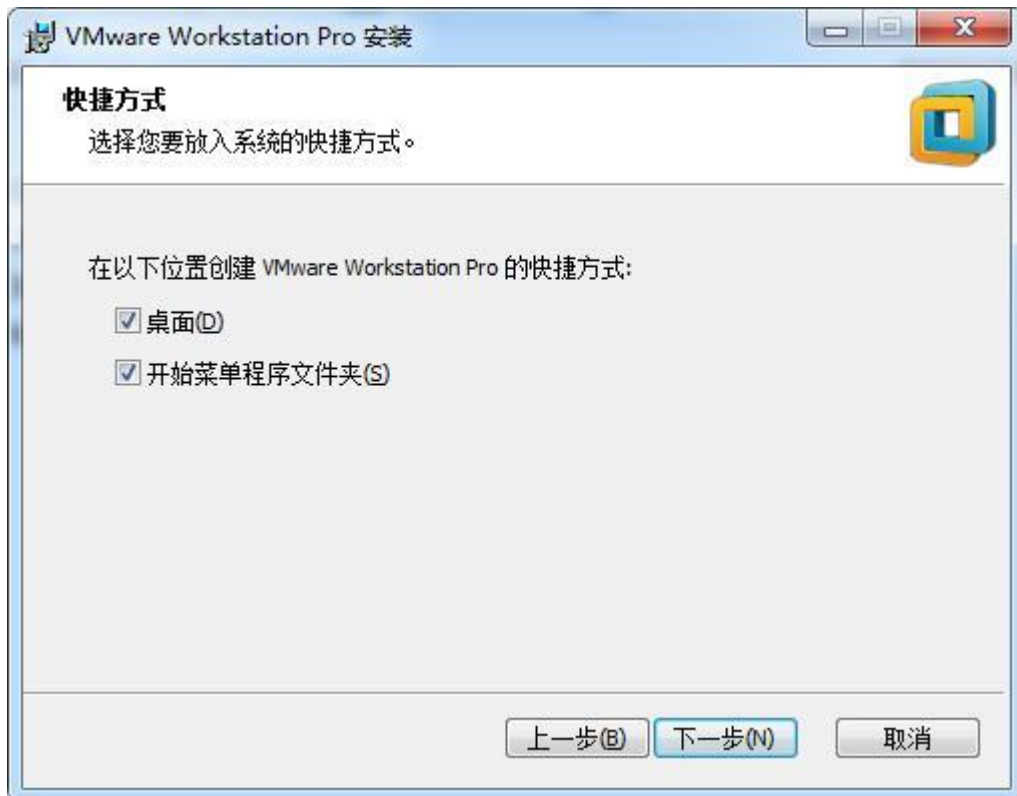 VMware Workstation Pro 安装
快捷方式
选择您要放入系统的快捷方式。
在以下位置创建 VMware Workstation Pro 的快捷方式:
桌面(D)
开始菜单程序文件夹(S)
上一步(B) 下一步(N) 取消